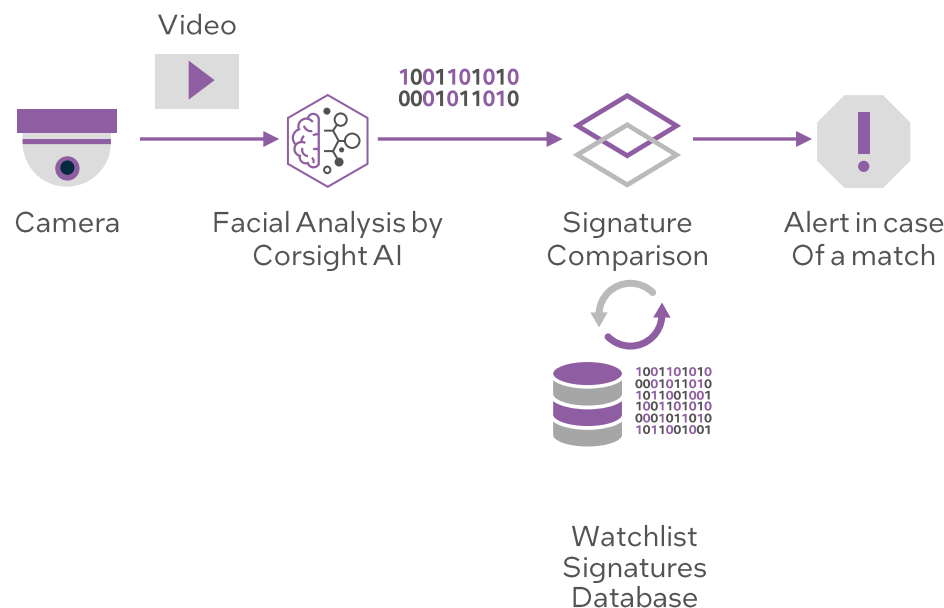 Video
1001101010
0001011010
Camera
Facial Analysis by
Corsight AI
Signature
Comparison
Alert in case
Of a match
1001101010
0001011010
1011001001
1001101010
0001011010
1011001001
Watchlist
Signatures
Database